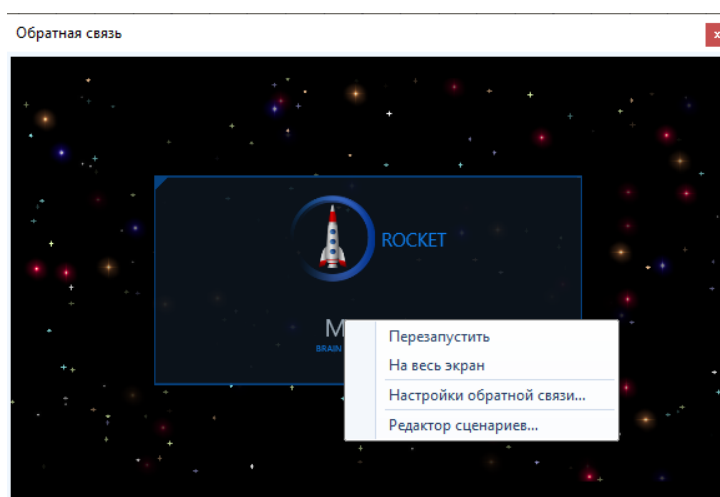 Обратная связь
ROCKET
BRAIN
Перезапустить
На весь экран
Настройки обратной связи...
Редактор сценариев...